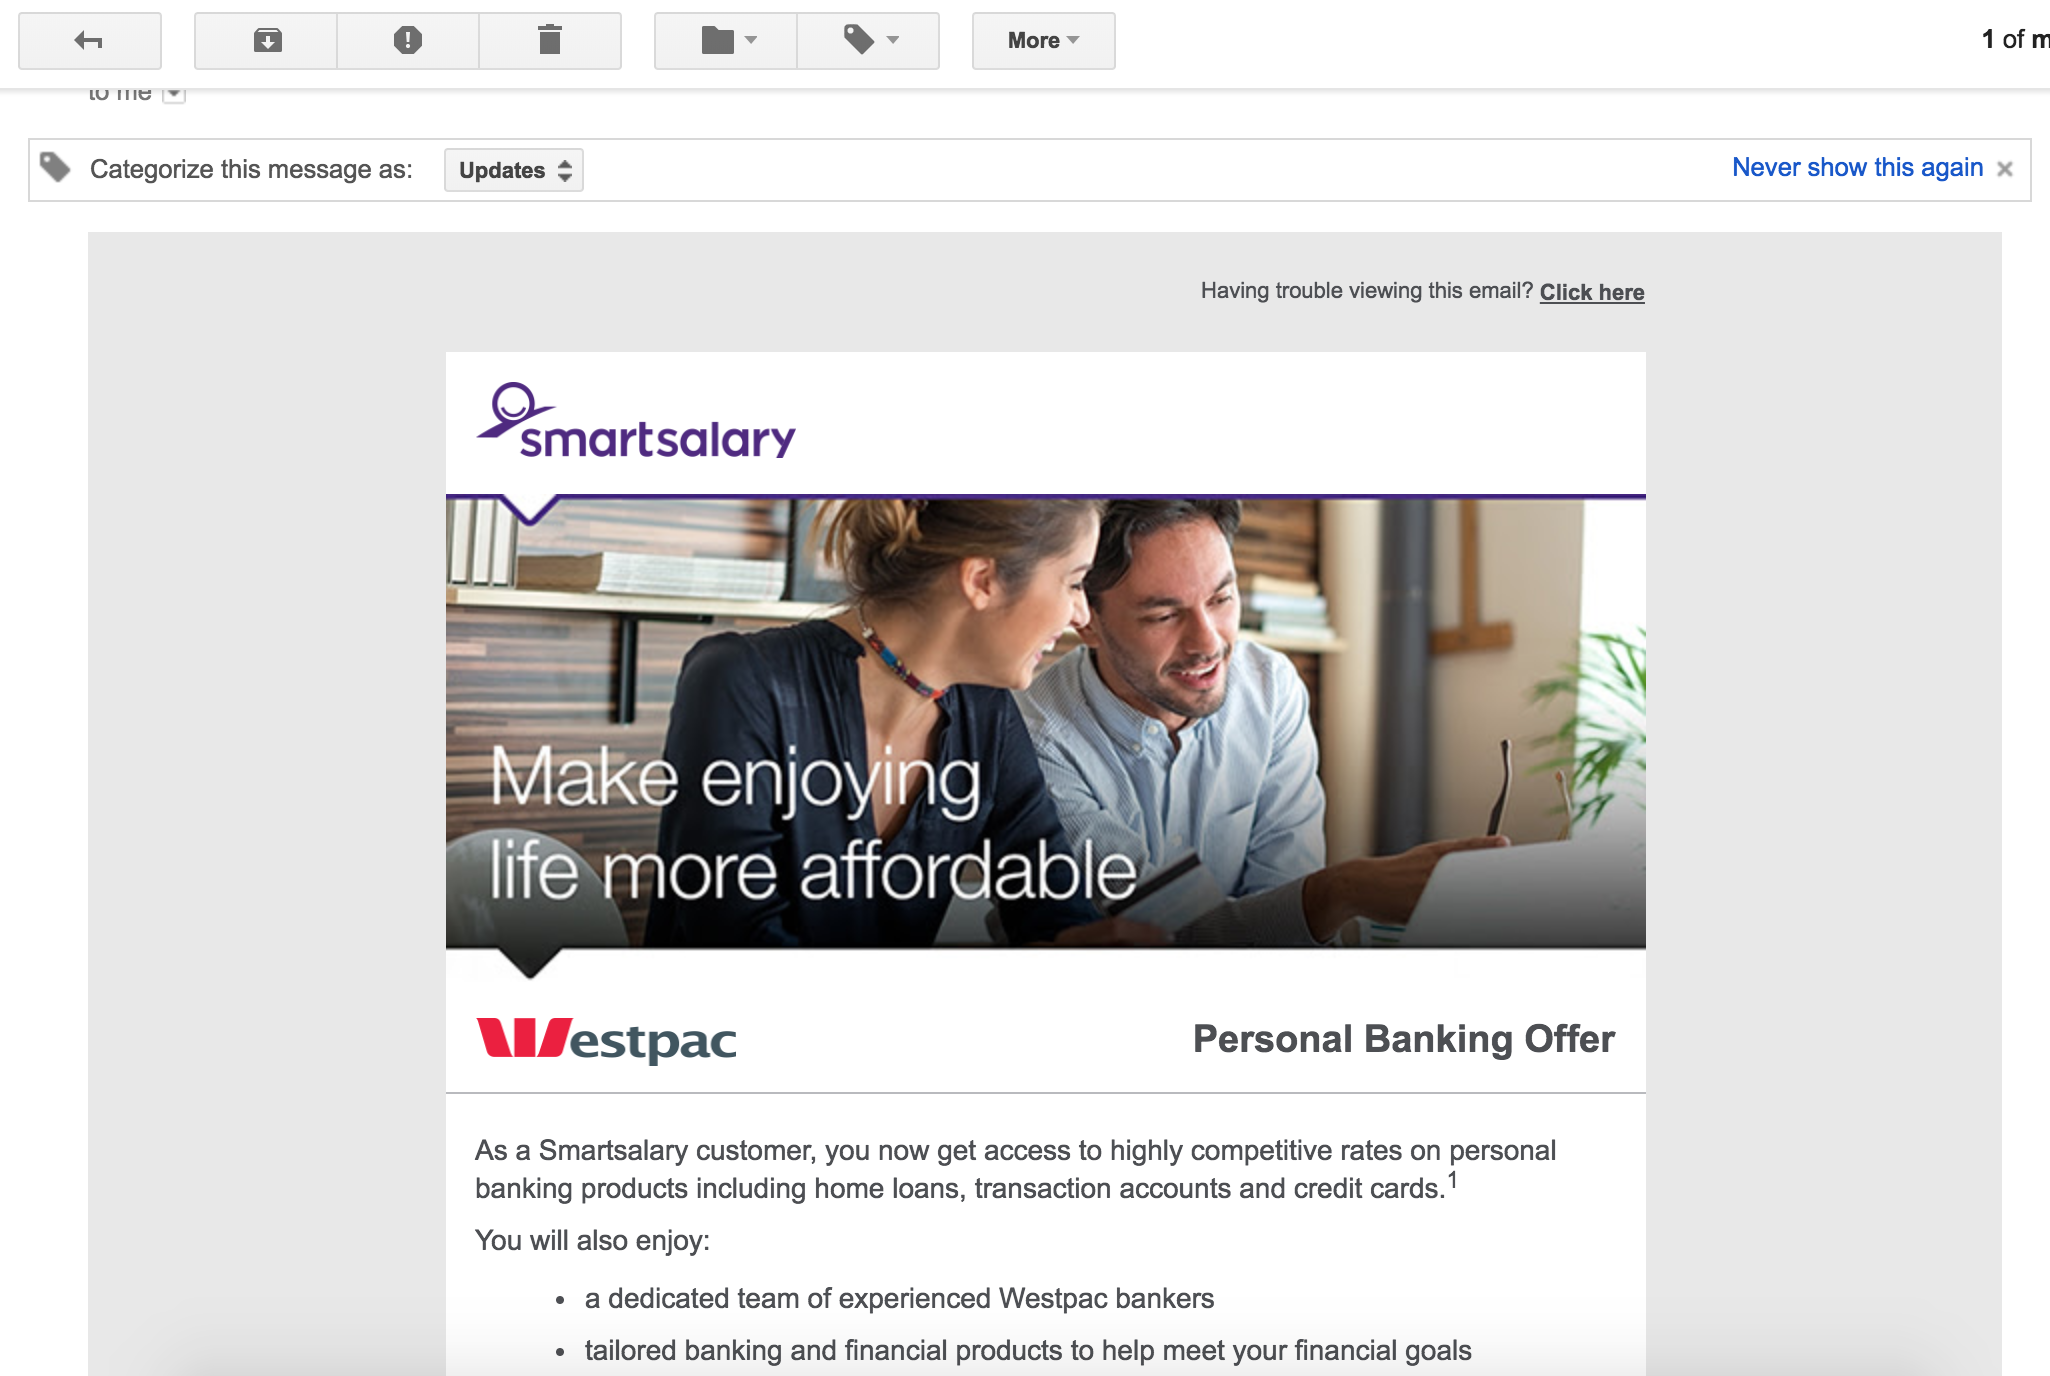 More
1 of m
to me
Categorize this message as: Updates
Never show this again
Having trouble viewing this email? Click here
smartsalary
Make enjoying
life more affordable
Westpac
Personal Banking Offer
As a Smartsalary customer, you now get access to highly competitive rates on personal
banking products including home loans, transaction accounts and credit cards.1
You will also enjoy:
• a dedicated team of experienced Westpac bankers
• tailored banking and financial products to help meet your financial goals